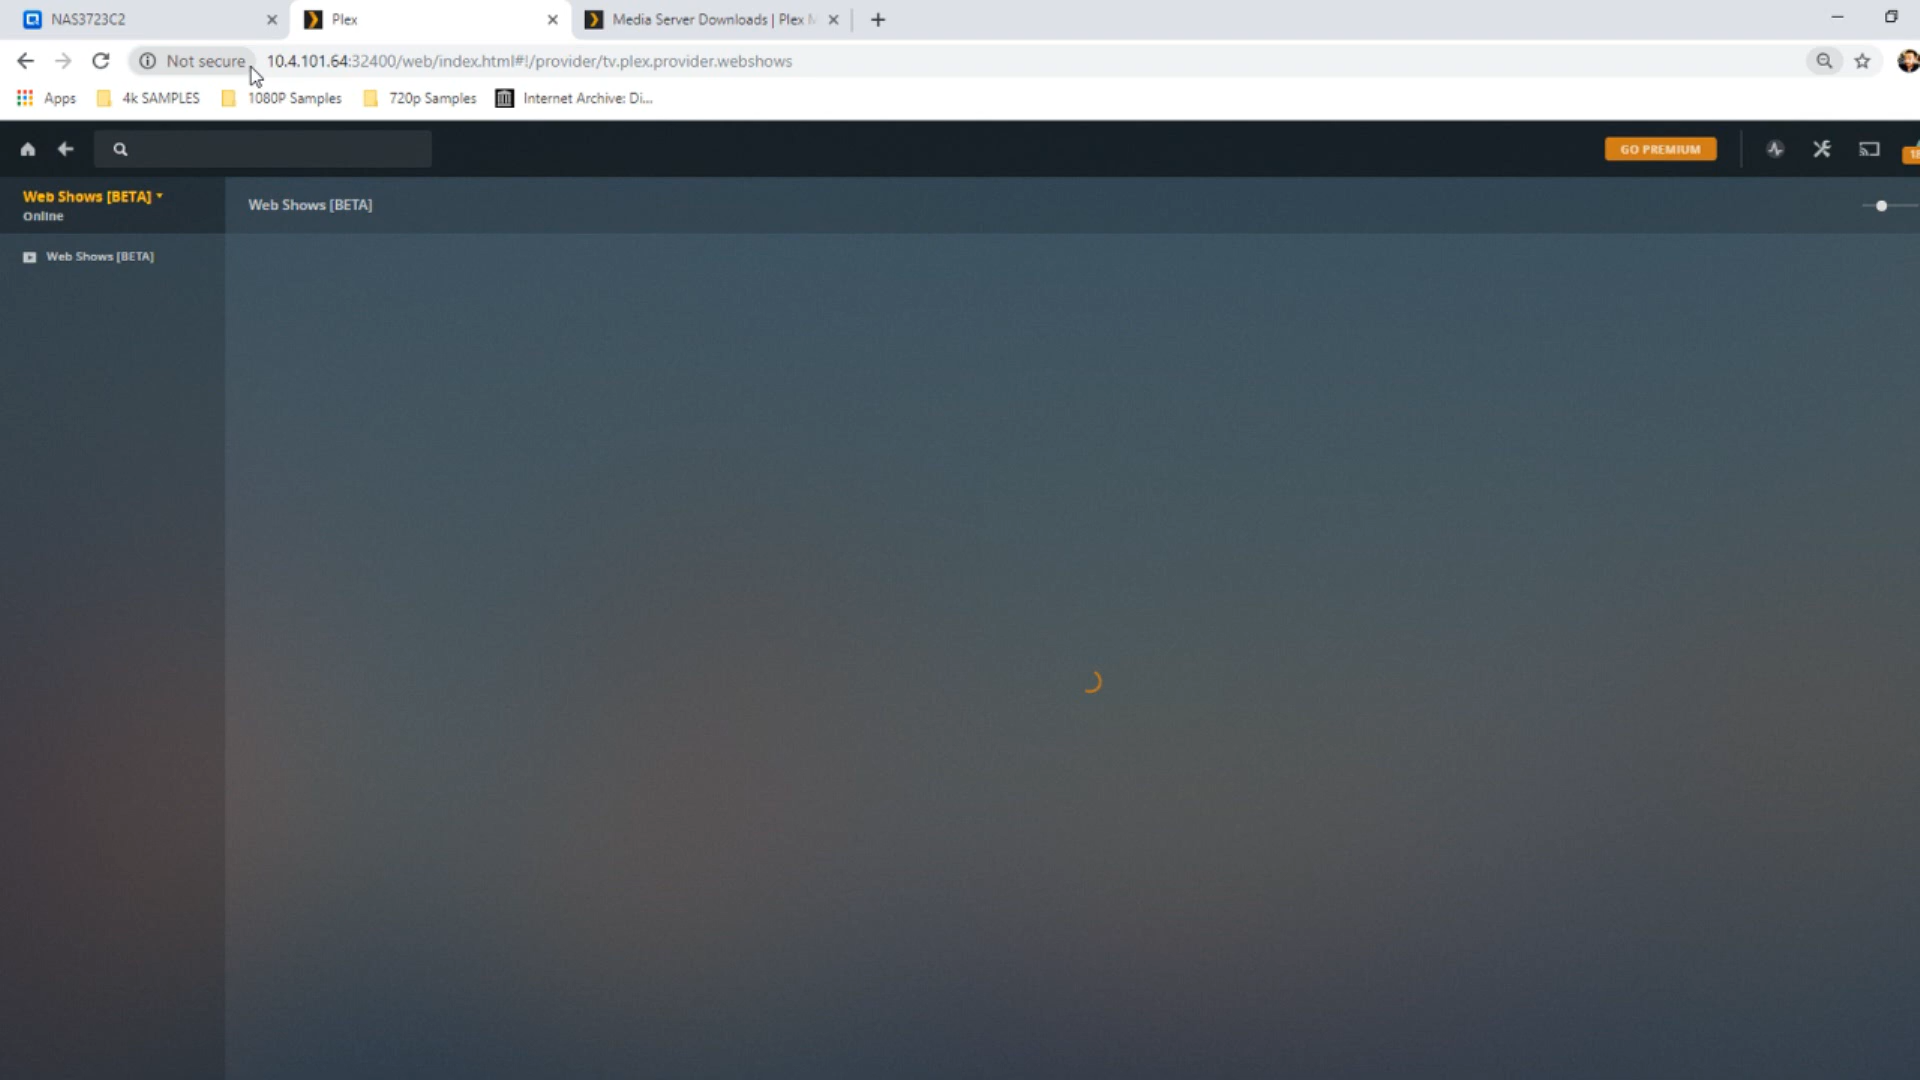 NAS3723C2
Plex
Media Server Downloads | Plex M
Not secure
10.4.101.64:32400/web/index.html#!/provider/tv.plex.provider.webshows
Apps
4k SAMPLES
1080P Samples
720p Samples
Internet Archive: Di...
GO PREMIUM
18
Web Shows [BETA]
Online
Web Shows [BETA]
Web Shows [BETA]